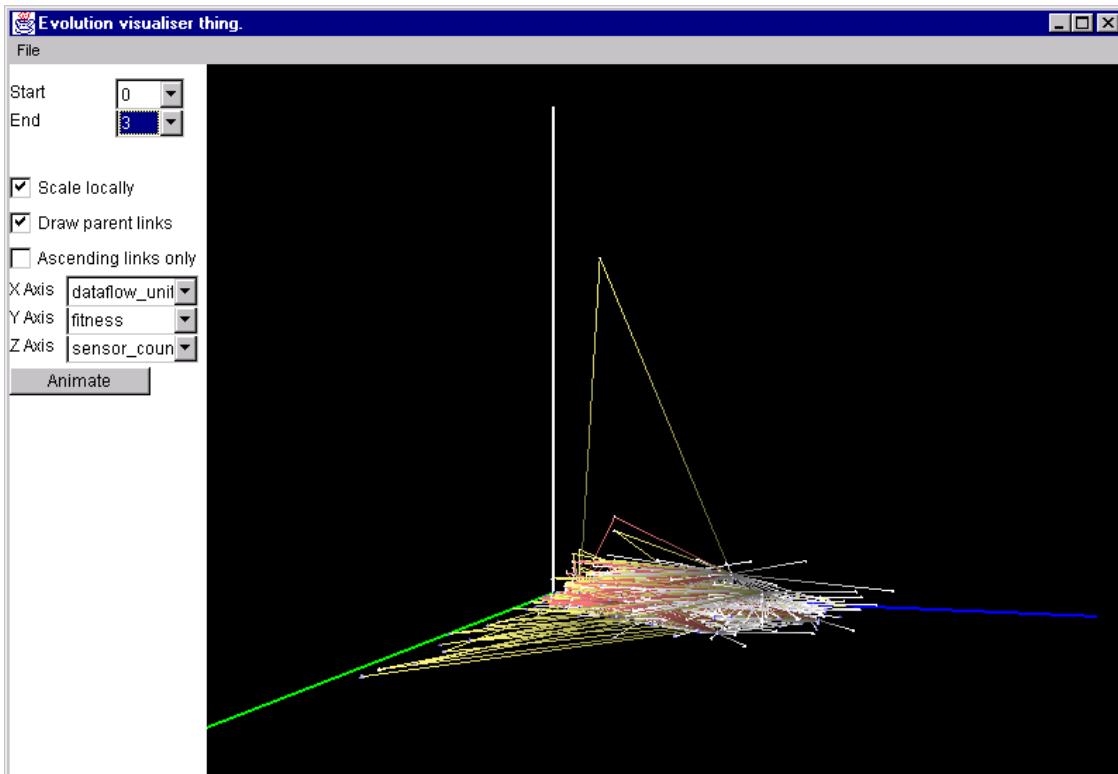 Evolution visualiser thing.
File
Start 0
End 3
Scale locally
Draw parent links
Ascending links only
X Axis dataflow_unit
Y Axis fitness
Z Axis sensor_coun
Animate